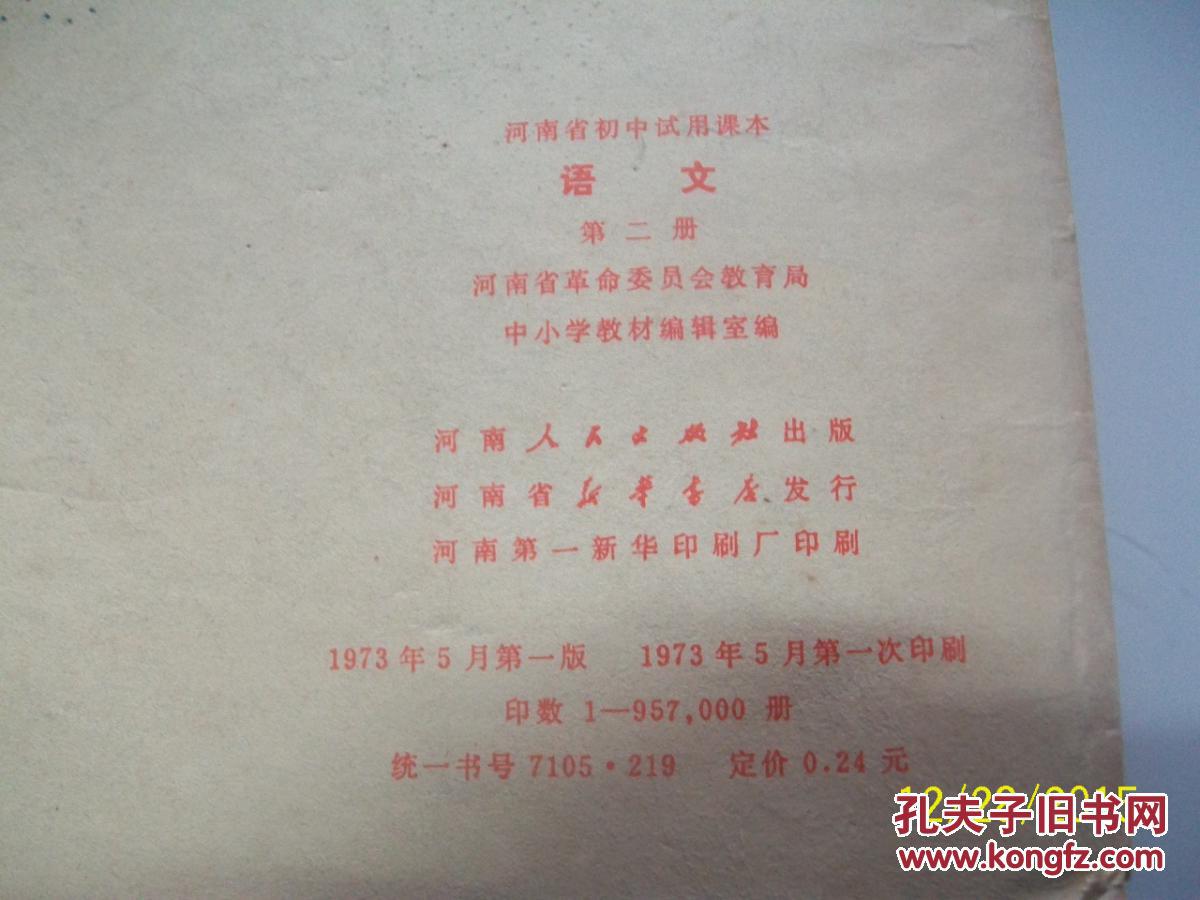 河南省初中试用课本
语 文
第二册
河南省革命委员会教育局
中小学教材编辑室编
河南人民出版社出版
河南省新华书店发行
河南第一新华印刷厂印刷
1973年5月第一版 1973年5月第一次印刷
印数 1—957,000 册
统一书号 7105·219 定价 0.24 元
12/22/2015
孔夫子旧书网
www.kongfz.com